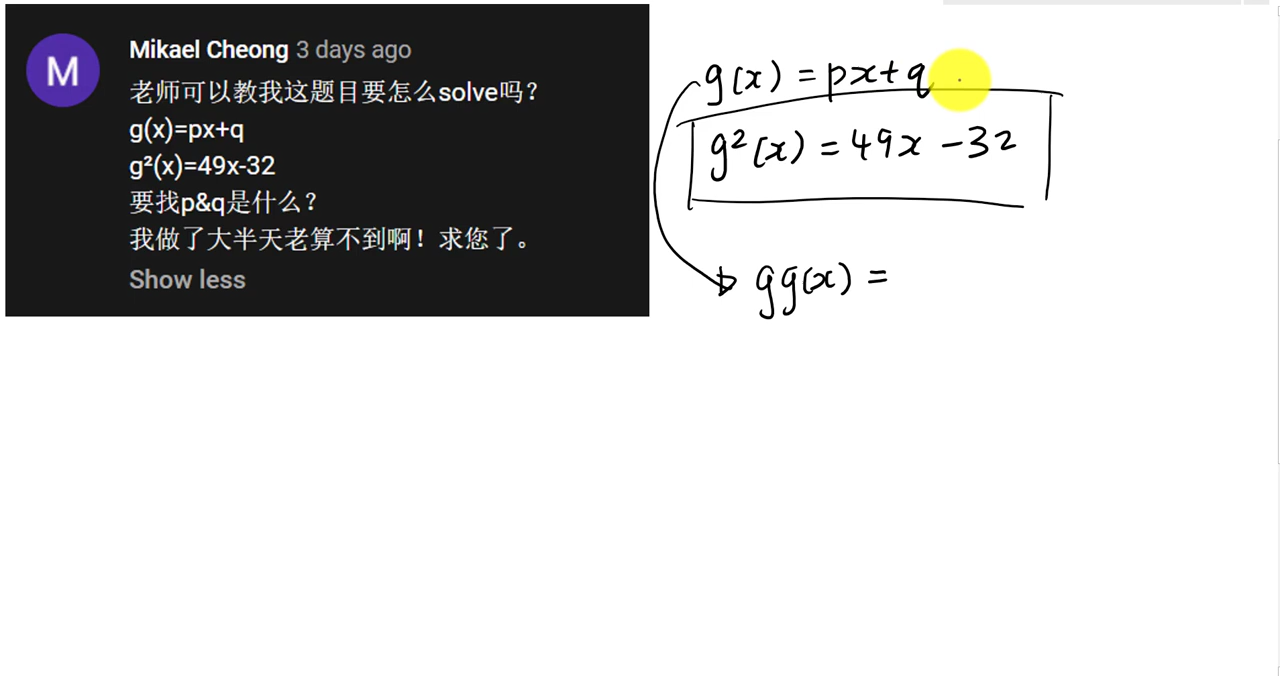 M
Mikael Cheong 3 days ago
老师可以教我这题目要怎么solve吗？
g(x)=px+q
g²(x)=49x-32
要找p&q是什么？
我做了大半天老算不到啊！求您了。
Show less
g(x) = px+q
g²(x) = 49x -32
gg(x) =